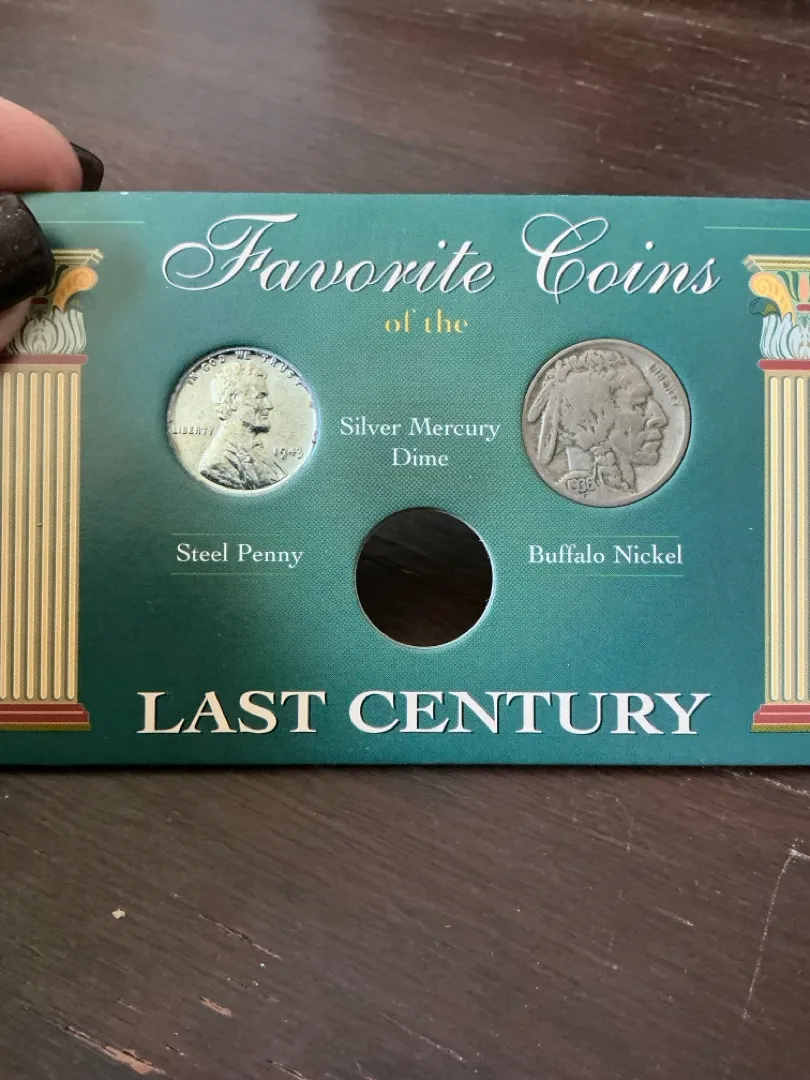 Favorite Coins
of the
IN GOD WE TRUST
LIBERTY
1943
Silver Mercury
Dime
LIBERTY
1936
Steel Penny
Buffalo Nickel
LAST CENTURY